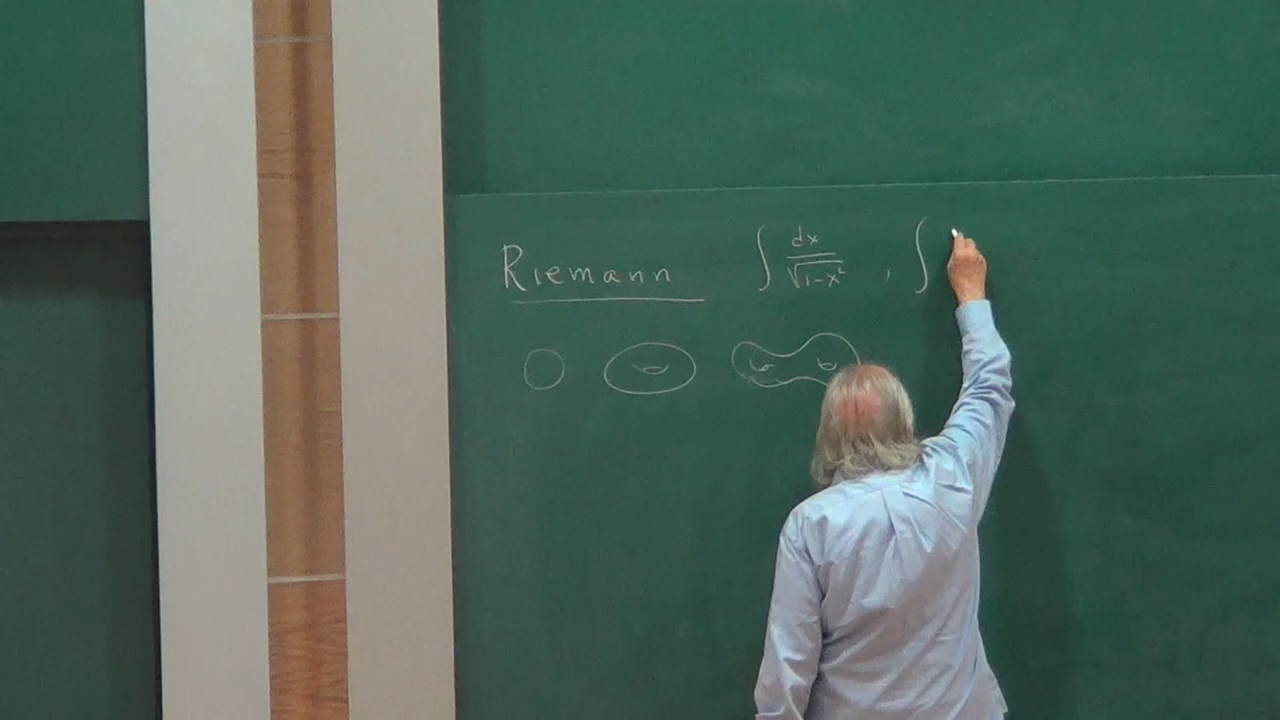 Riemann ∫ dx/√(1-x²) , ∫